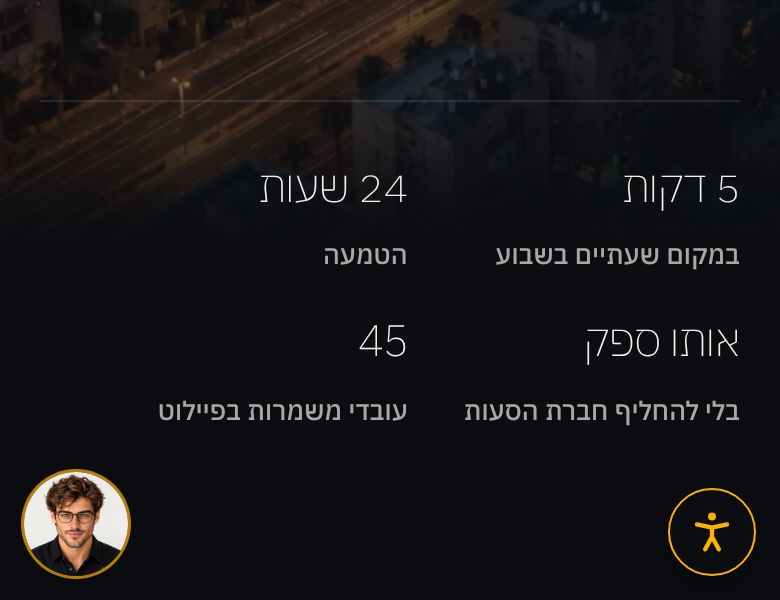 5 דקות
במקום שעתיים בשבוע
24 שעות
הטמעה
אותו ספק
בלי להחליף חברת הסעות
45
עובדי משמרות בפיילוט